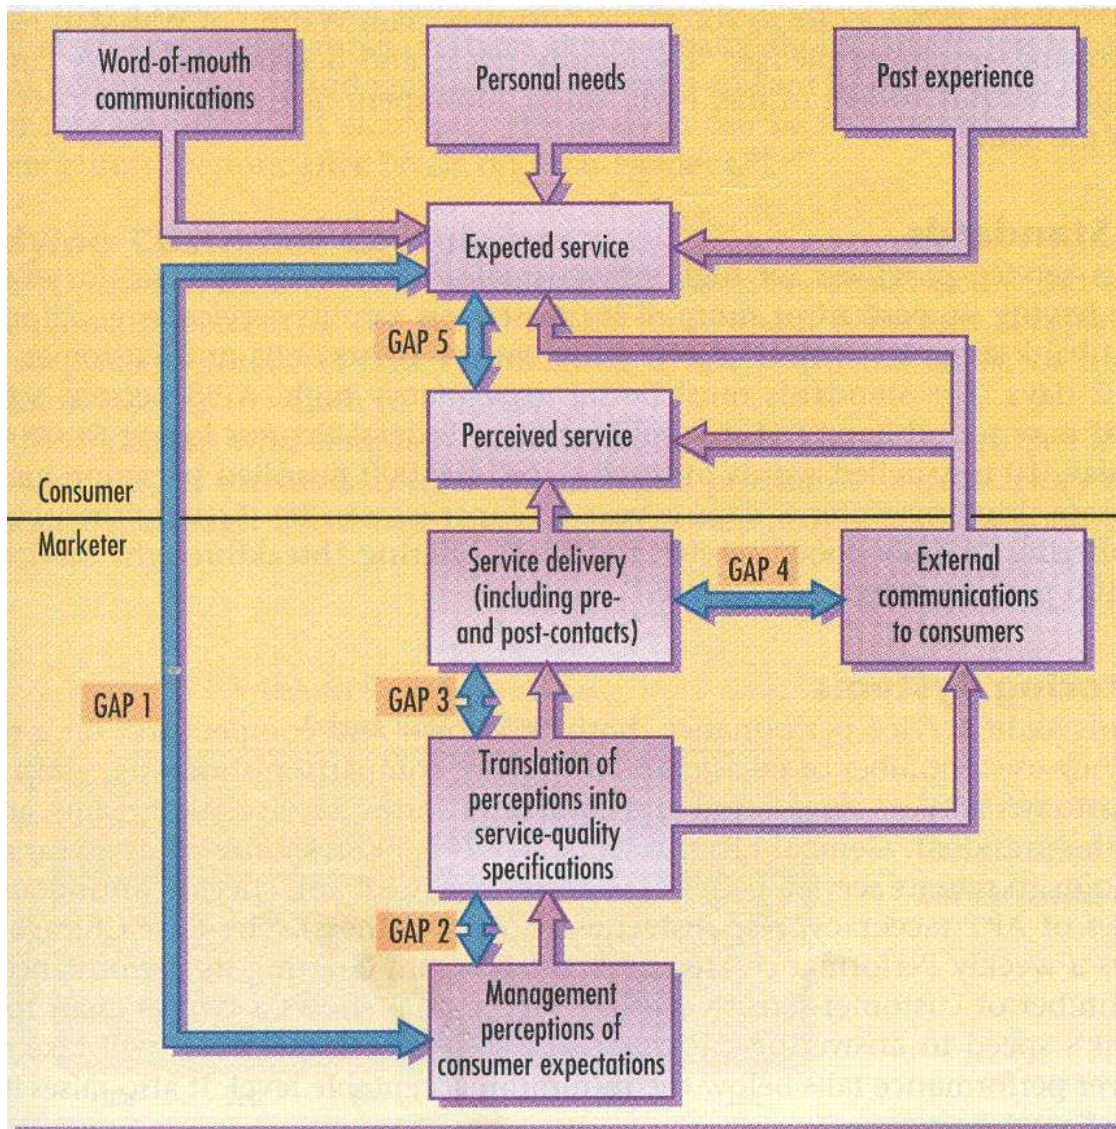 Word-of-mouth
communications
Personal needs
Past experience
Expected service
GAP 5
Perceived service
Consumer
Marketer
Service delivery
(including pre-
and post-contacts)
GAP 4
External
communications
to consumers
GAP 1
GAP 3
Translation of
perceptions into
service-quality
specifications
GAP 2
Management
perceptions of
consumer expectations